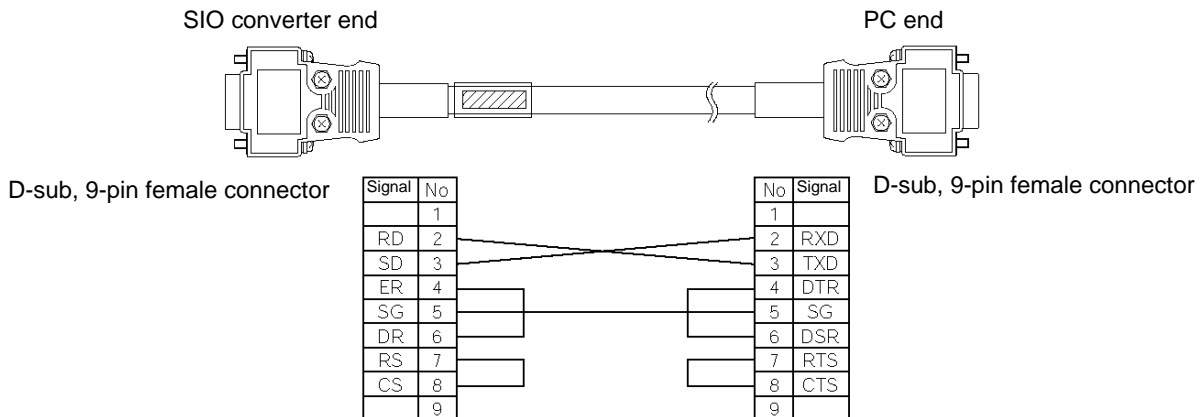 SIO converter end
PC end
D-sub, 9-pin female connector
D-sub, 9-pin female connector
Signal No
1
RD 2
SD 3
ER 4
SG 5
DR 6
RS 7
CS 8
9
No Signal
1
2 RXD
3 TXD
4 DTR
5 SG
6 DSR
7 RTS
8 CTS
9